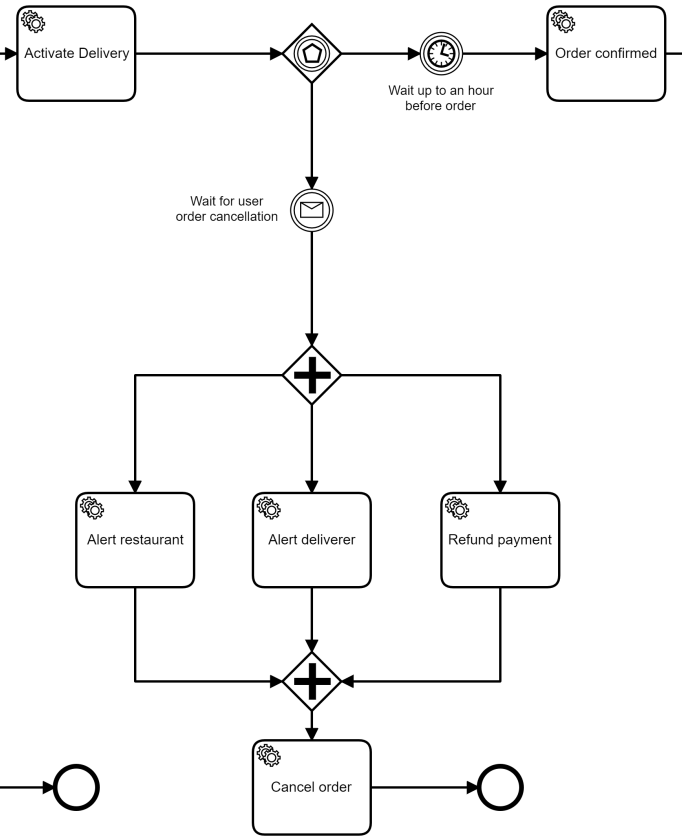 Activate Delivery
Order confirmed
Wait up to an hour
before order
Wait for user
order cancellation
Alert restaurant
Alert deliverer
Refund payment
Cancel order